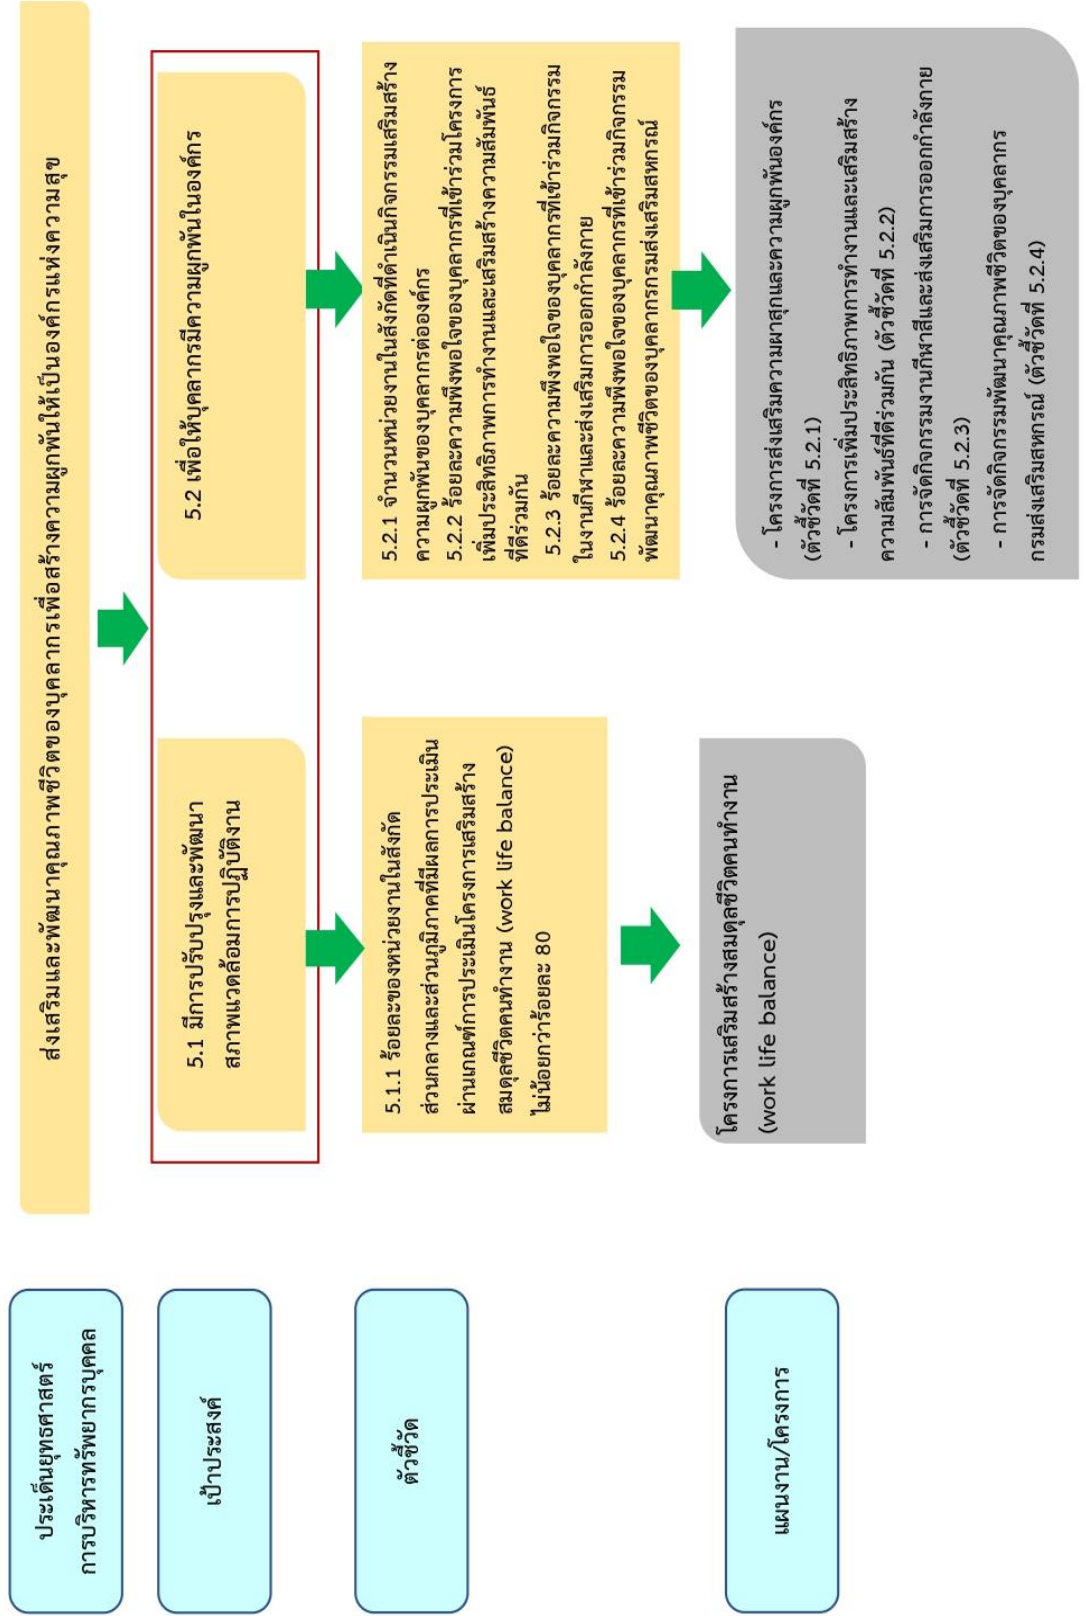 ประเด็นยุทธศาสตร์
การบริหารทรัพยากรบุคคล
ส่งเสริมและพัฒนาคุณภาพชีวิตของบุคลากรเพื่อสร้างความผูกพันให้เป็นองค์กรแห่งความสุข
เป้าประสงค์
5.1 มีการปรับปรุงและพัฒนา
สภาพแวดล้อมการปฏิบัติงาน
5.2 เพื่อให้บุคลากรมีความผูกพันในองค์กร
ตัวชี้วัด
5.1.1 ร้อยละของหน่วยงานในสังกัด
ส่วนกลางและส่วนภูมิภาคที่มีผลการประเมิน
ผ่านเกณฑ์การประเมินโครงการเสริมสร้าง
สมดุลชีวิตคนทำงาน (work life balance)
ไม่น้อยกว่าร้อยละ 80
5.2.1 จำนวนหน่วยงานในสังกัดที่ดำเนินกิจกรรมเสริมสร้าง
ความผูกพันของบุคลากรต่อองค์กร
5.2.2 ร้อยละความพึงพอใจของบุคลากรที่เข้าร่วมโครงการ
เพิ่มประสิทธิภาพการทำงานและเสริมสร้างความสัมพันธ์
ที่ดีร่วมกัน
5.2.3 ร้อยละความพึงพอใจของบุคลากรที่เข้าร่วมกิจกรรม
ในงานกีฬาและส่งเสริมการออกกำลังกาย
5.2.4 ร้อยละความพึงพอใจของบุคลากรที่เข้าร่วมกิจกรรม
พัฒนาคุณภาพชีวิตของบุคลากรกรมส่งเสริมสหกรณ์
แผนงาน/โครงการ
โครงการเสริมสร้างสมดุลชีวิตคนทำงาน
(work life balance)
- โครงการส่งเสริมความผาสุกและความผูกพันองค์กร
(ตัวชี้วัดที่ 5.2.1)
- โครงการเพิ่มประสิทธิภาพการทำงานและเสริมสร้าง
ความสัมพันธ์ที่ดีร่วมกัน (ตัวชี้วัดที่ 5.2.2)
- การจัดกิจกรรมงานกีฬาสีและส่งเสริมการออกกำลังกาย
(ตัวชี้วัดที่ 5.2.3)
- การจัดกิจกรรมพัฒนาคุณภาพชีวิตของบุคลากร
กรมส่งเสริมสหกรณ์ (ตัวชี้วัดที่ 5.2.4)